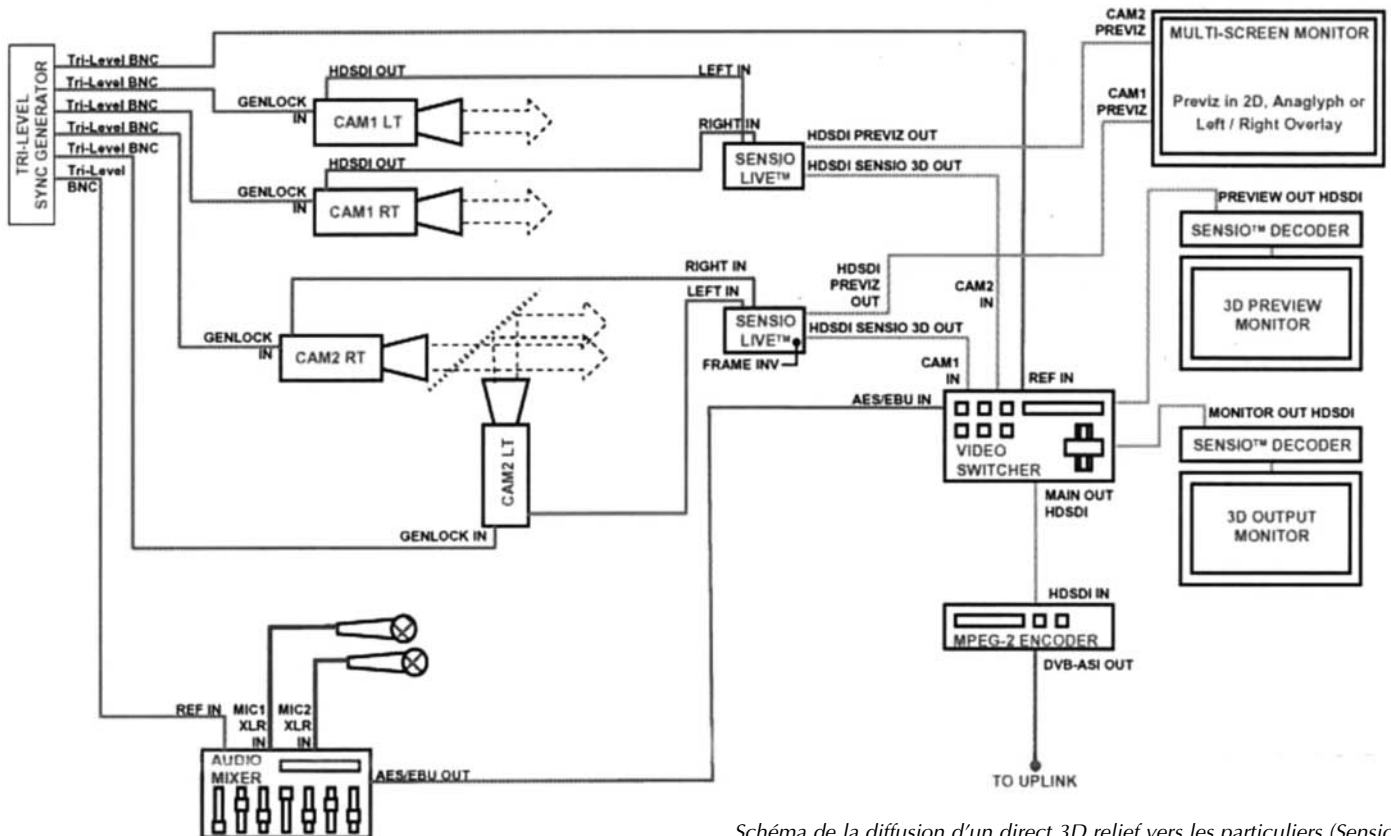 CAM2
PREVIZ
MULTI-SCREEN MONITOR
Previz in 2D, Anaglyph or
Left / Right Overlay
CAM1
PREVIZ
TRI-LEVEL
SYNC GENERATOR
Tri-Level BNC
Tri-Level BNC
Tri-Level BNC
Tri-Level BNC
Tri-Level BNC
Tri-Level
BNC
HDSDI OUT
LEFT IN
GENLOCK
IN
CAM1 LT
RIGHT IN
HDSDI PREVIZ OUT
SENSIO
LIVE™
HDSDI SENSIO 3D OUT
HDSDI OUT
GENLOCK
IN
CAM1 RT
PREVIEW OUT HDSDI
SENSIO™ DECODER
3D PREVIEW
MONITOR
RIGHT IN
LEFT IN
HDSDI
PREVIZ
OUT
CAM2
IN
SENSIO
LIVE™
HDSDI SENSIO 3D OUT
FRAME INV
GENLOCK
IN
CAM2 RT
CAM1
IN
REF IN
AES/EBU IN
VIDEO
SWITCHER
MONITOR OUT HDSDI
SENSIO™ DECODER
3D OUTPUT
MONITOR
CAM2 LT
GENLOCK IN
MAIN OUT
HDSDI
HDSDI IN
MPEG-2 ENCODER
DVB-ASI OUT
TO UPLINK
REF IN
MIC1
XLR
IN
MIC2
XLR
IN
AUDIO
MIXER
AES/EBU OUT
Schéma de la diffusion d'un direct 3D relief vers les particuliers (Sensio